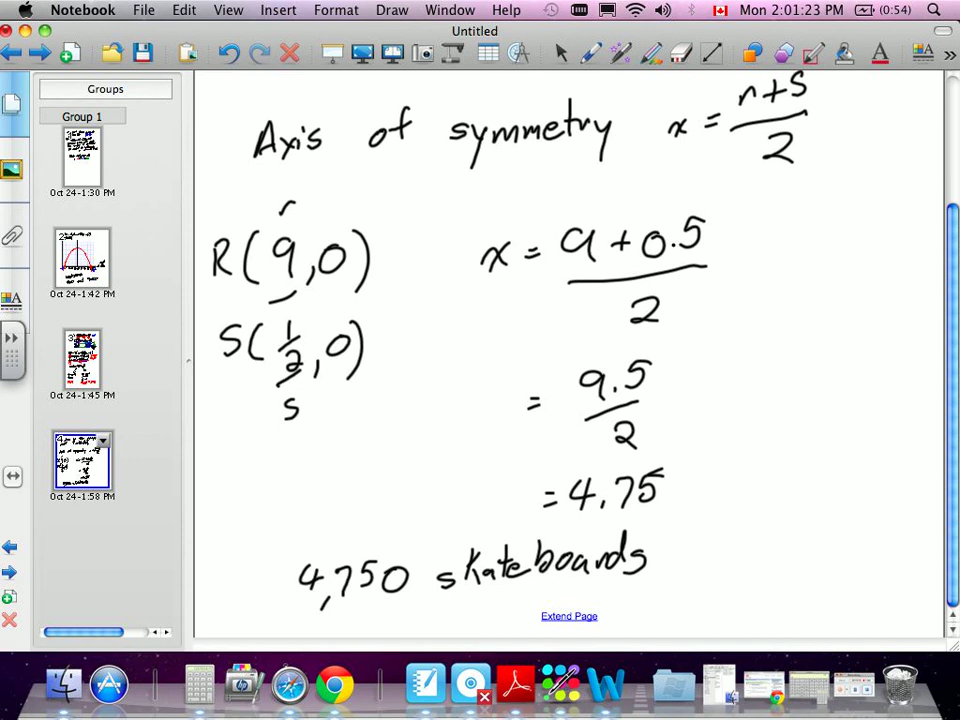 Notebook File Edit View Insert Format Draw Window Help Mon 2:01:23 PM (0:54)
Untitled
Groups
Group 1
Oct 24-1:30 PM
Oct 24-1:42 PM
Oct 24-1:45 PM
Oct 24-1:58 PM
Axis of symmetry x = r+s/2
r
R(9,0)
x = 9+0.5/2
S(1/2,0)
s
= 9.5/2
= 4.75
4,750 skateboards
Extend Page